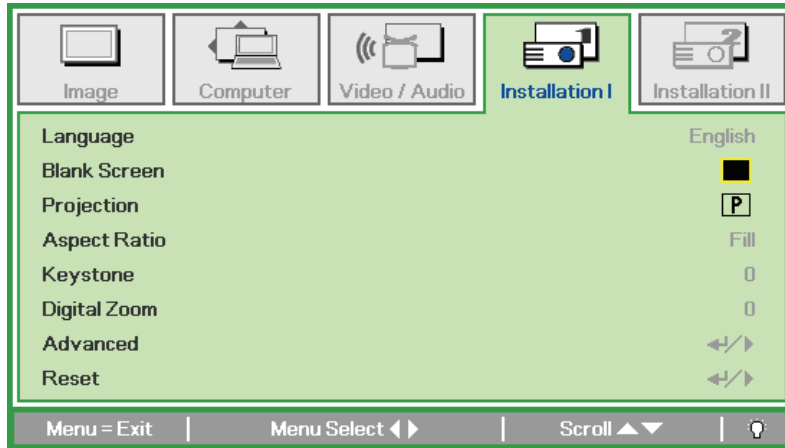 Image
Computer
Video / Audio
Installation I
Installation II
Language English
Blank Screen
Projection P
Aspect Ratio Fill
Keystone 0
Digital Zoom 0
Advanced
Reset
Menu = Exit Menu Select Scroll